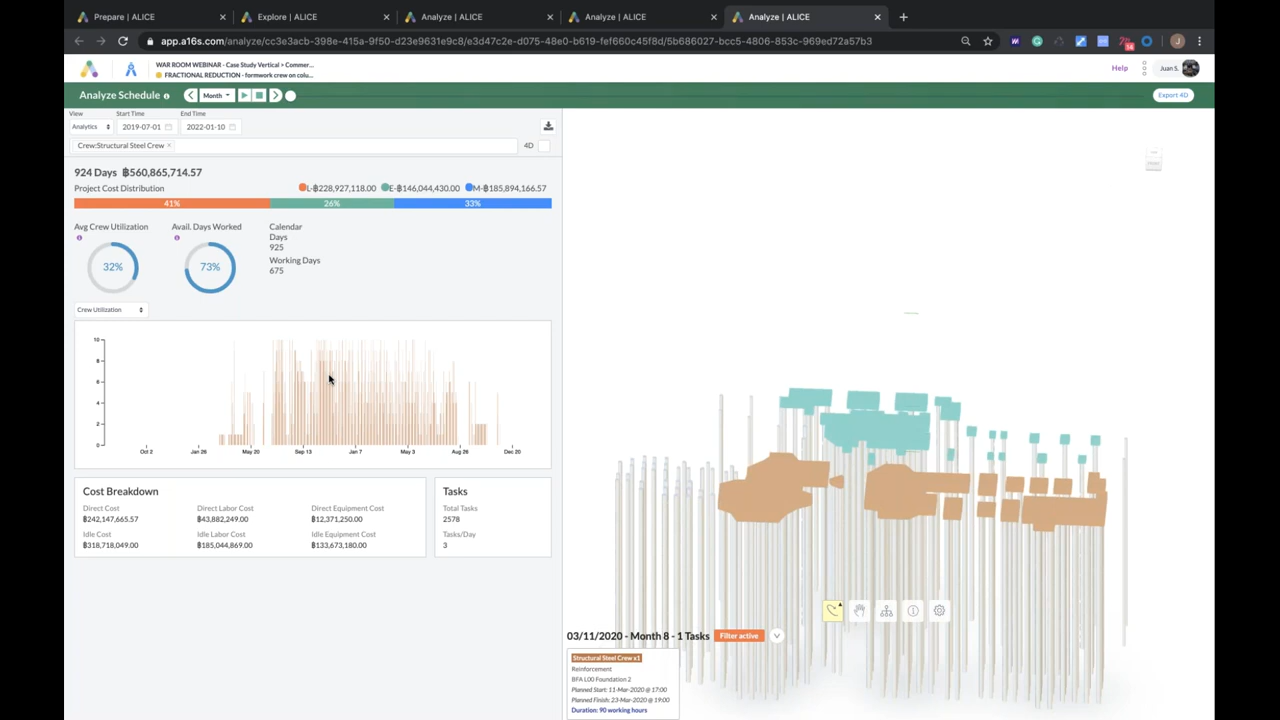 Prepare | ALICE
Explore | ALICE
Analyze | ALICE
Analyze | ALICE
Analyze | ALICE
app.a16s.com/analyze/cc3e3acb-398e-415a-9f50-d23e9631e9c8/e3d47c2e-d075-48e0-b619-fef660c45f8d/5b686027-bcc5-4806-853c-969ed72a57b3
J
WAR ROOM WEBINAR - Case Study Vertical > Commer...
FRACTIONAL REDUCTION - formwork crew on colu...
Help
Juan S.
Analyze Schedule
Month
Export 4D
View
Start Time
End Time
Analytics
2019-07-01
2022-01-10
Crew:Structural Steel Crew ×
4D
924 Days ฿560,865,714.57
Project Cost Distribution
L-฿228,927,118.00
E-฿146,044,430.00
M-฿185,894,166.57
41%
26%
33%
Avg Crew Utilization
Avail. Days Worked
Calendar
Days
925
Working Days
675
32%
73%
Crew Utilization
10
8
6
4
2
0
Oct 2
Jan 26
May 20
Sep 13
Jan 7
May 3
Aug 26
Dec 20
Cost Breakdown
Direct Cost
฿242,147,665.57
Direct Labor Cost
฿43,882,249.00
Direct Equipment Cost
฿12,371,250.00
Idle Cost
฿318,718,049.00
Idle Labor Cost
฿185,044,869.00
Idle Equipment Cost
฿133,673,180.00
Tasks
Total Tasks
2578
Tasks/Day
3
03/11/2020 - Month 8 - 1 Tasks
Filter active
Structural Steel Crew x1
Reinforcement
BFA L00 Foundation 2
Planned Start: 11-Mar-2020 @ 17:00
Planned Finish: 23-Mar-2020 @ 19:00
Duration: 90 working hours